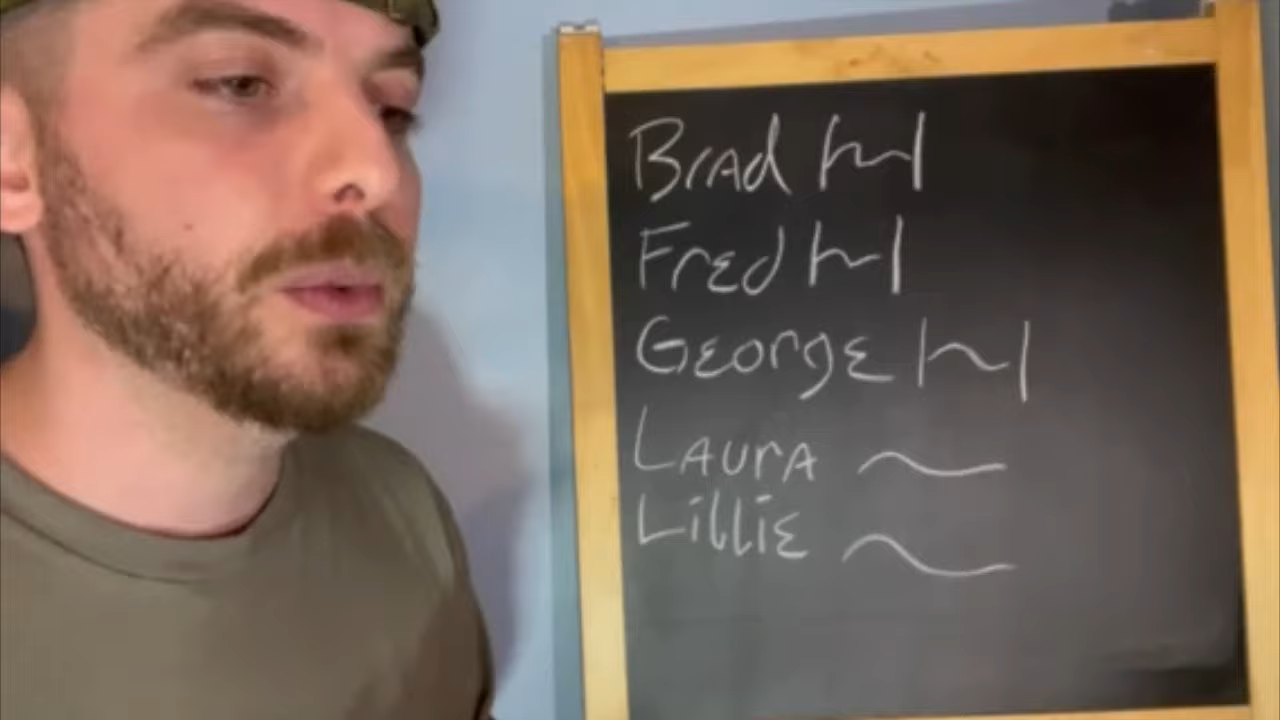 Brad |~|
Fred |~|
George |~|
Laura ~
Lillie ~